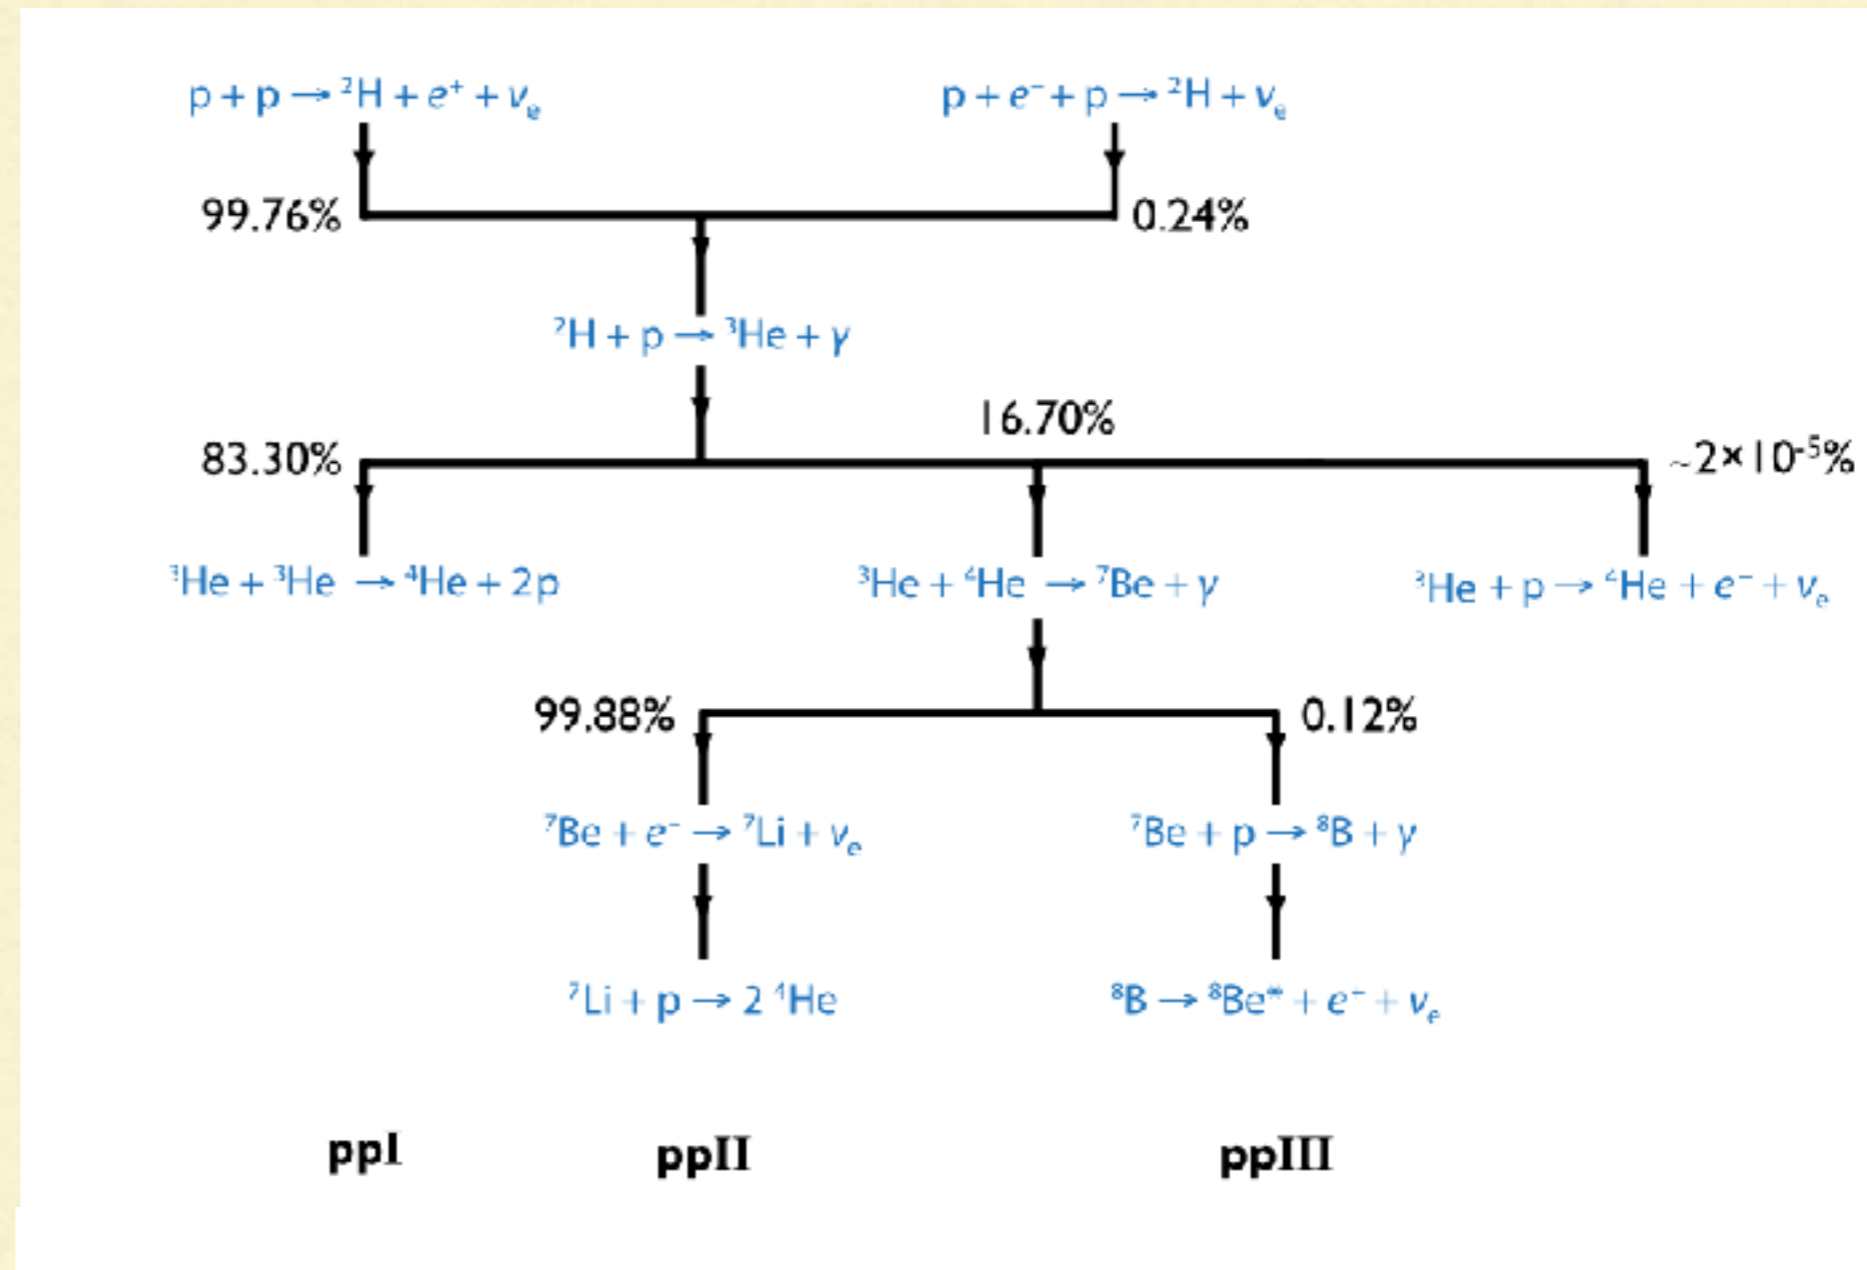 p + p → ²H + e⁺ + νₑ
p + e⁻ + p → ²H + νₑ
99.76%
0.24%
²H + p → ³He + γ
16.70%
83.30%
~2×10⁻⁵%
³He + ³He → ⁴He + 2p
³He + ⁴He → ⁷Be + γ
³He + p → ⁴He + e⁻ + νₑ
99.88%
0.12%
⁷Be + e⁻ → ⁷Li + νₑ
⁷Be + p → ⁸B + γ
⁷Li + p → 2 ⁴He
⁸B → ⁸Be* + e⁻ + νₑ
ppI
ppII
ppIII